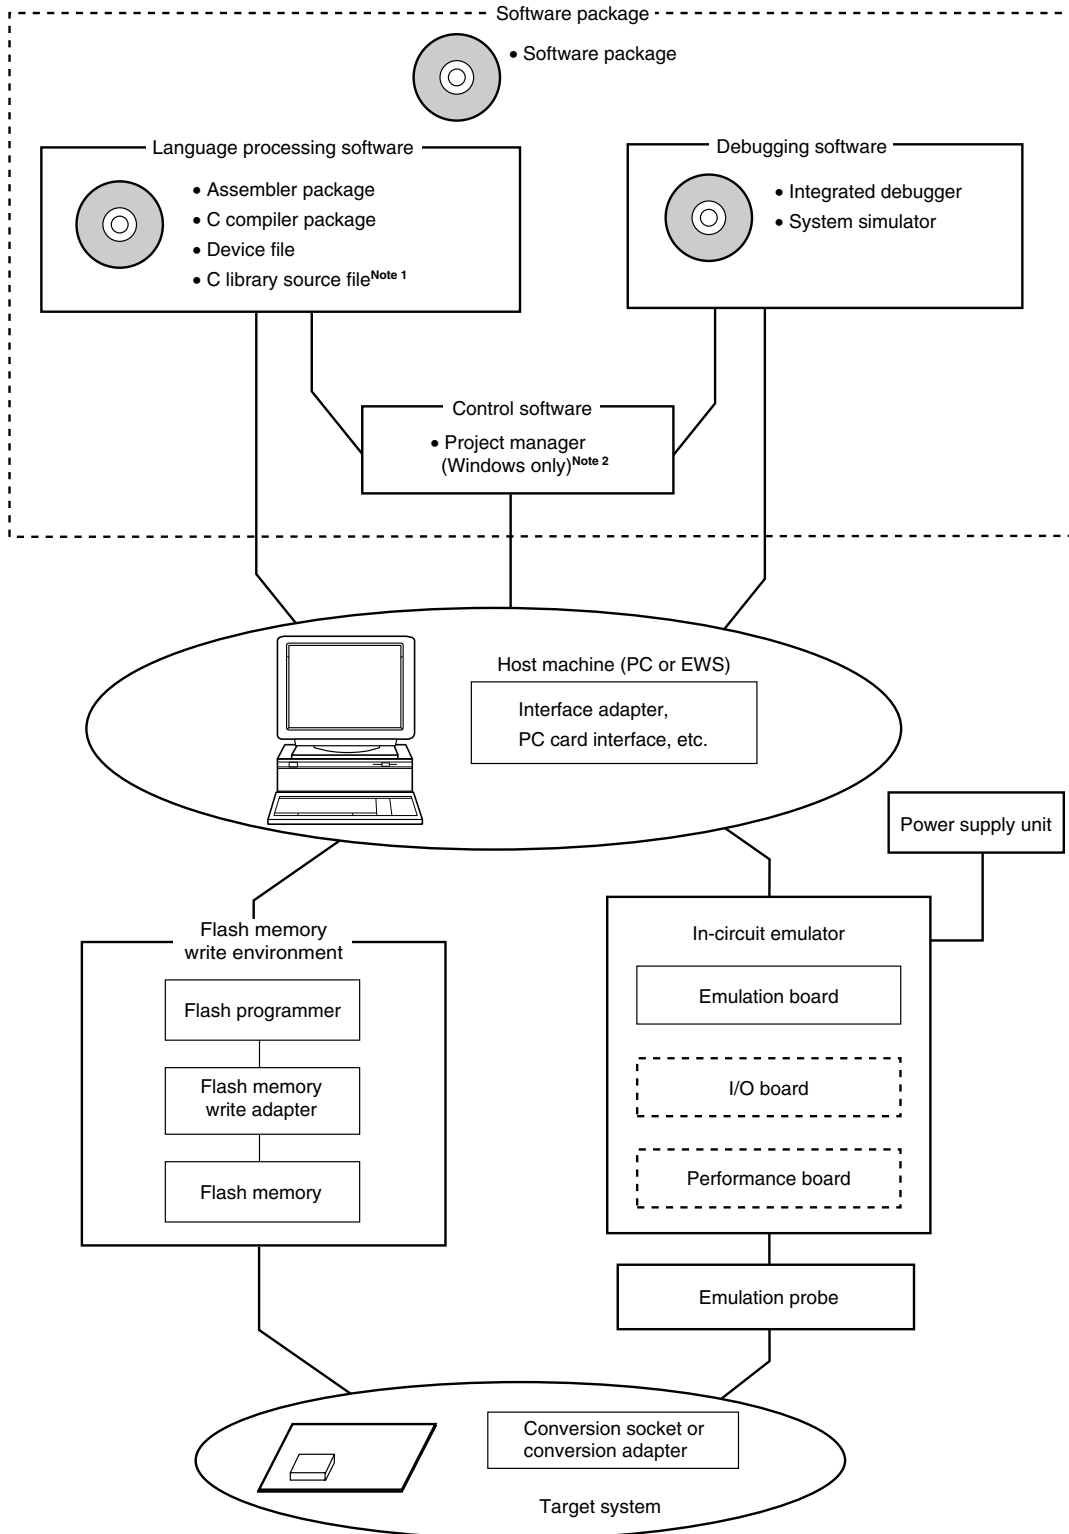 Software package
• Software package
Language processing software
• Assembler package
• C compiler package
• Device file
• C library source fileNote 1
Debugging software
• Integrated debugger
• System simulator
Control software
• Project manager
(Windows only)Note 2
Host machine (PC or EWS)
Interface adapter,
PC card interface, etc.
Power supply unit
Flash memory
write environment
Flash programmer
Flash memory
write adapter
Flash memory
In-circuit emulator
Emulation board
I/O board
Performance board
Emulation probe
Conversion socket or
conversion adapter
Target system